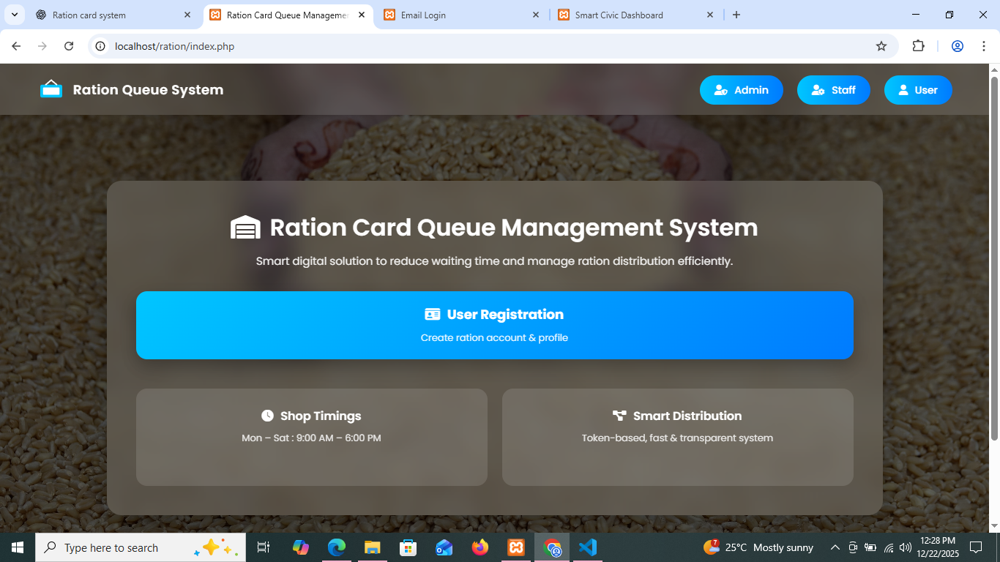 Ration card system
Ration Card Queue Managemer
Email Login
Smart Civic Dashboard
localhost/ration/index.php
Ration Queue System
Admin
Staff
User
Ration Card Queue Management System
Smart digital solution to reduce waiting time and manage ration distribution efficiently.
User Registration
Create ration account & profile
Shop Timings
Mon – Sat : 9:00 AM – 6:00 PM
Smart Distribution
Token-based, fast & transparent system
Type here to search
7
25°C Mostly sunny
12:28 PM
12/22/2025